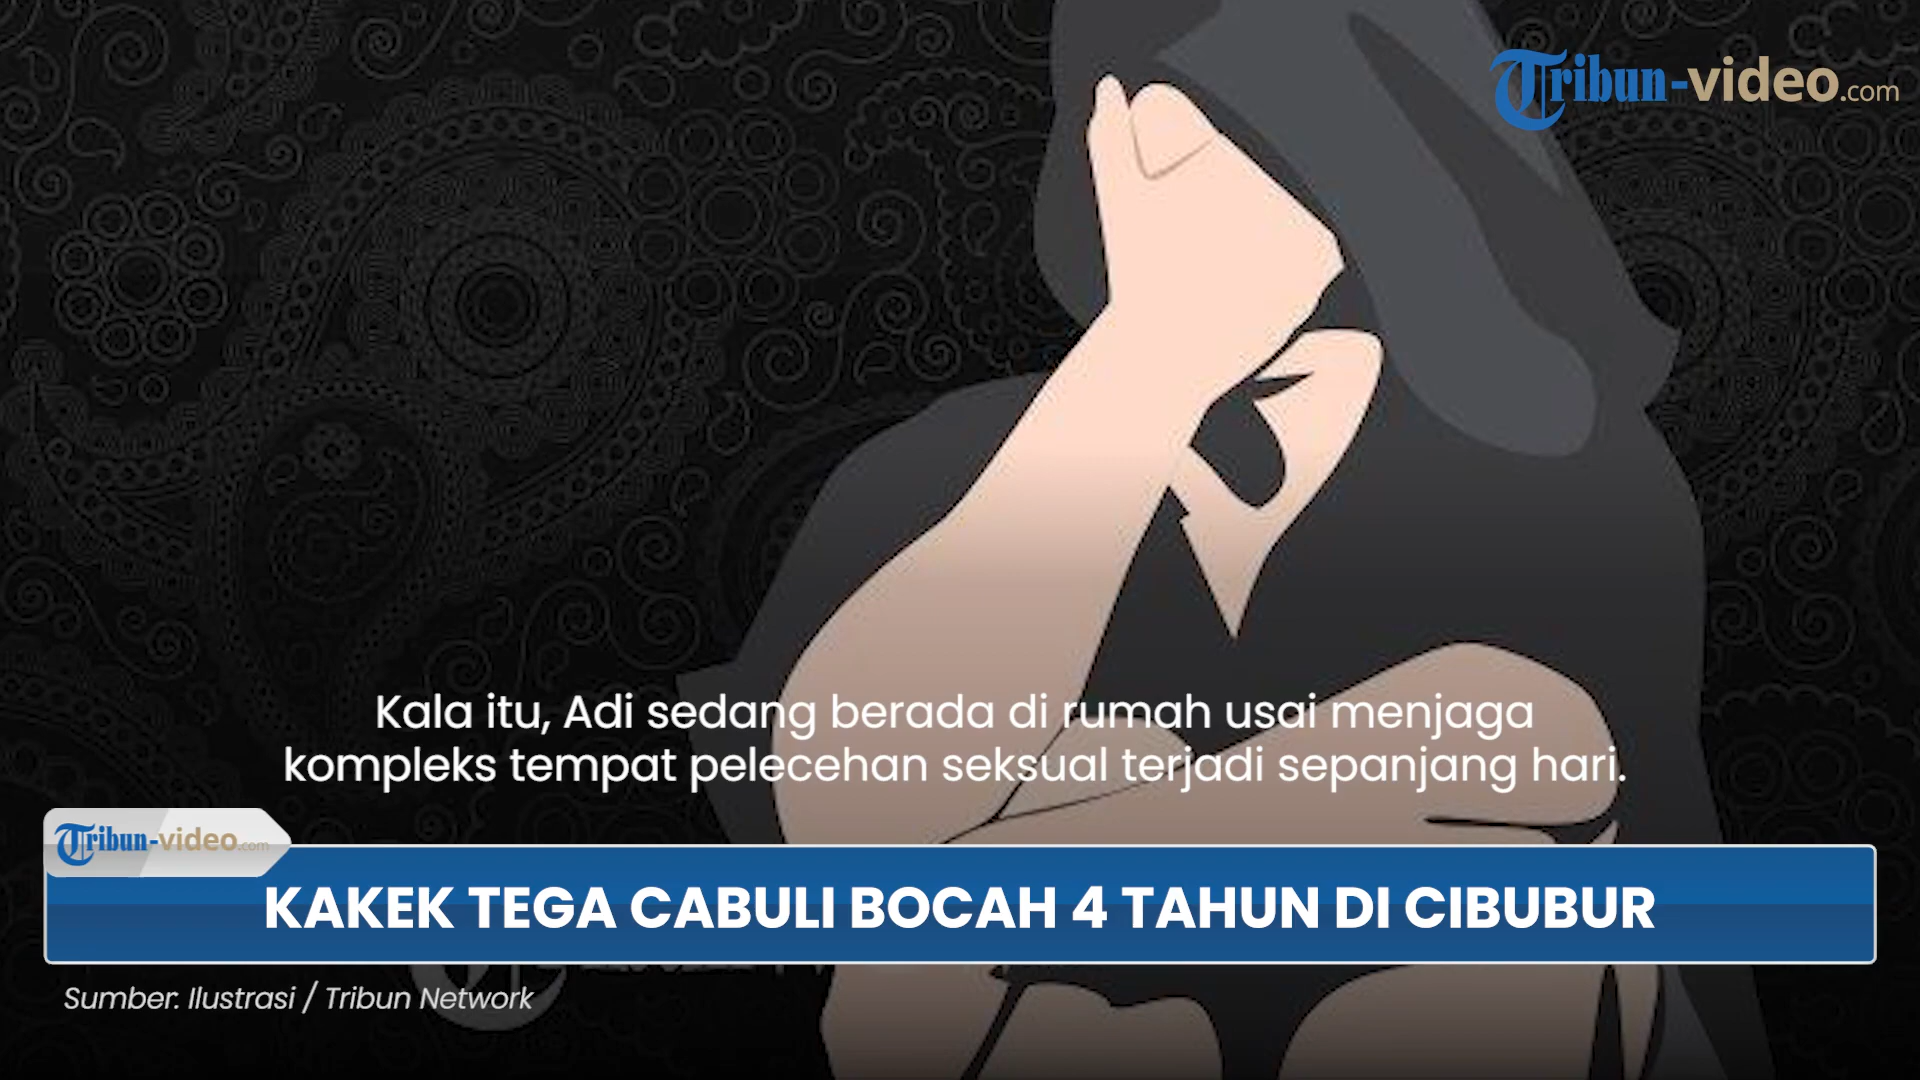 Tribun-video.com
Kala itu, Adi sedang berada di rumah usai menjaga
kompleks tempat pelecehan seksual terjadi sepanjang hari.
Tribun-video.com
KAKEK TEGA CABULI BOCAH 4 TAHUN DI CIBUBUR
Sumber: Ilustrasi / Tribun Network